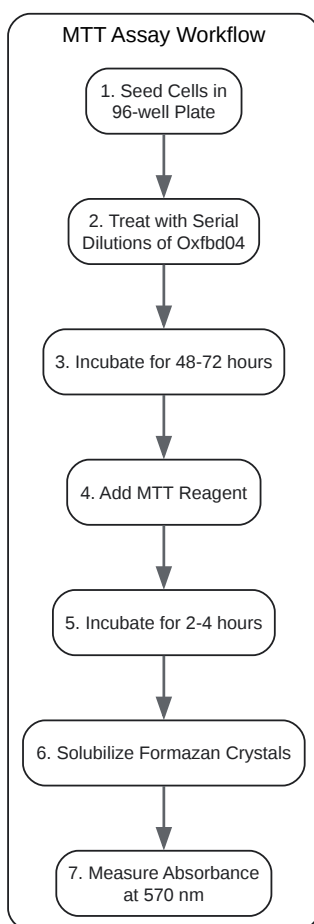 MTT Assay Workflow
1. Seed Cells in
96-well Plate
2. Treat with Serial
Dilutions of Oxfbd04
3. Incubate for 48-72 hours
4. Add MTT Reagent
5. Incubate for 2-4 hours
6. Solubilize Formazan Crystals
7. Measure Absorbance
at 570 nm